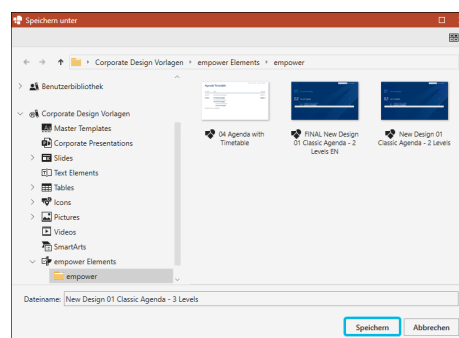 Speichern unter
Corporate Design Vorlagen › empower Elements › empower
Benutzerbibliothek
Corporate Design Vorlagen
Master Templates
Corporate Presentations
Slides
Text Elements
Tables
Icons
Pictures
Videos
SmartArts
empower Elements
empower
04 Agenda with
Timetable
FINAL New Design
01 Classic Agenda - 2
Levels EN
New Design 01
Classic Agenda - 2 Levels
Dateiname: New Design 01 Classic Agenda - 3 Levels
Speichern
Abbrechen